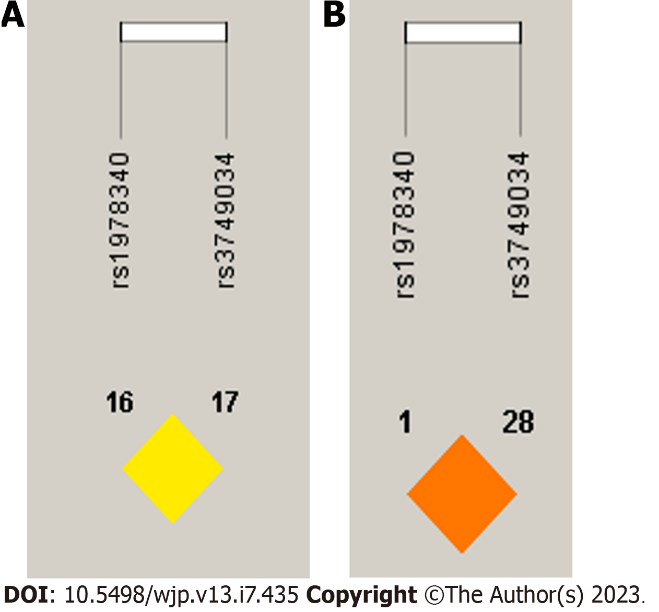 A
B
rs1978340
rs3749034
rs1978340
rs3749034
16
17
1
28
DOI: 10.5498/wjp.v13.i7.435 Copyright ©The Author(s) 2023.